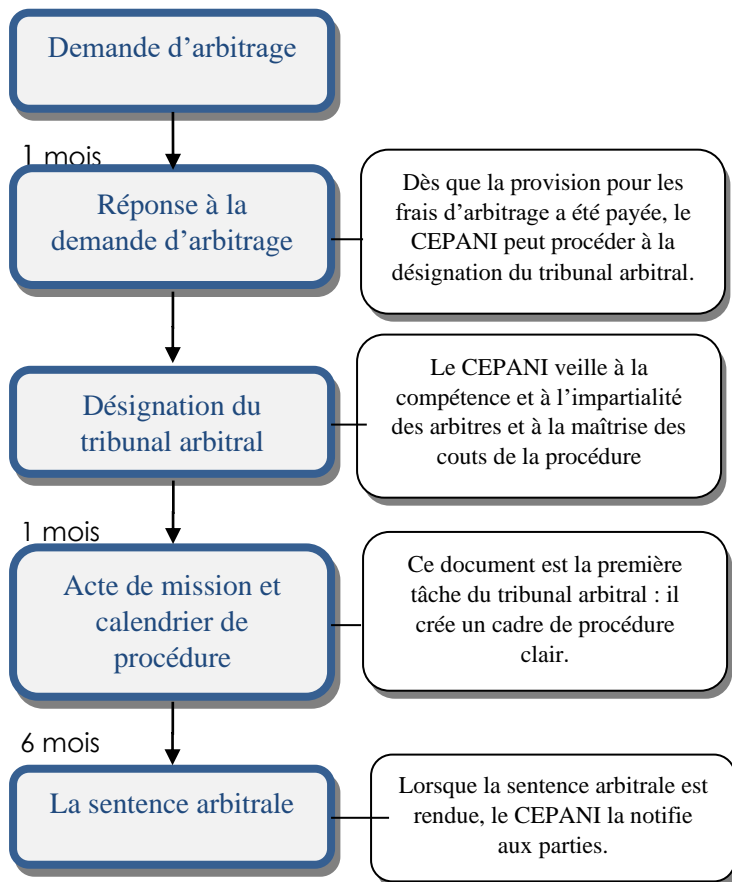 Demande d'arbitrage
1 mois
Réponse à la
demande d'arbitrage
Dès que la provision pour les
frais d'arbitrage a été payée, le
CEPANI peut procéder à la
désignation du tribunal arbitral.
Désignation du
tribunal arbitral
Le CEPANI veille à la
compétence et à l'impartialité
des arbitres et à la maîtrise des
couts de la procédure
1 mois
Acte de mission et
calendrier de
procédure
Ce document est la première
tâche du tribunal arbitral : il
crée un cadre de procédure
clair.
6 mois
La sentence arbitrale
Lorsque la sentence arbitrale est
rendue, le CEPANI la notifie
aux parties.